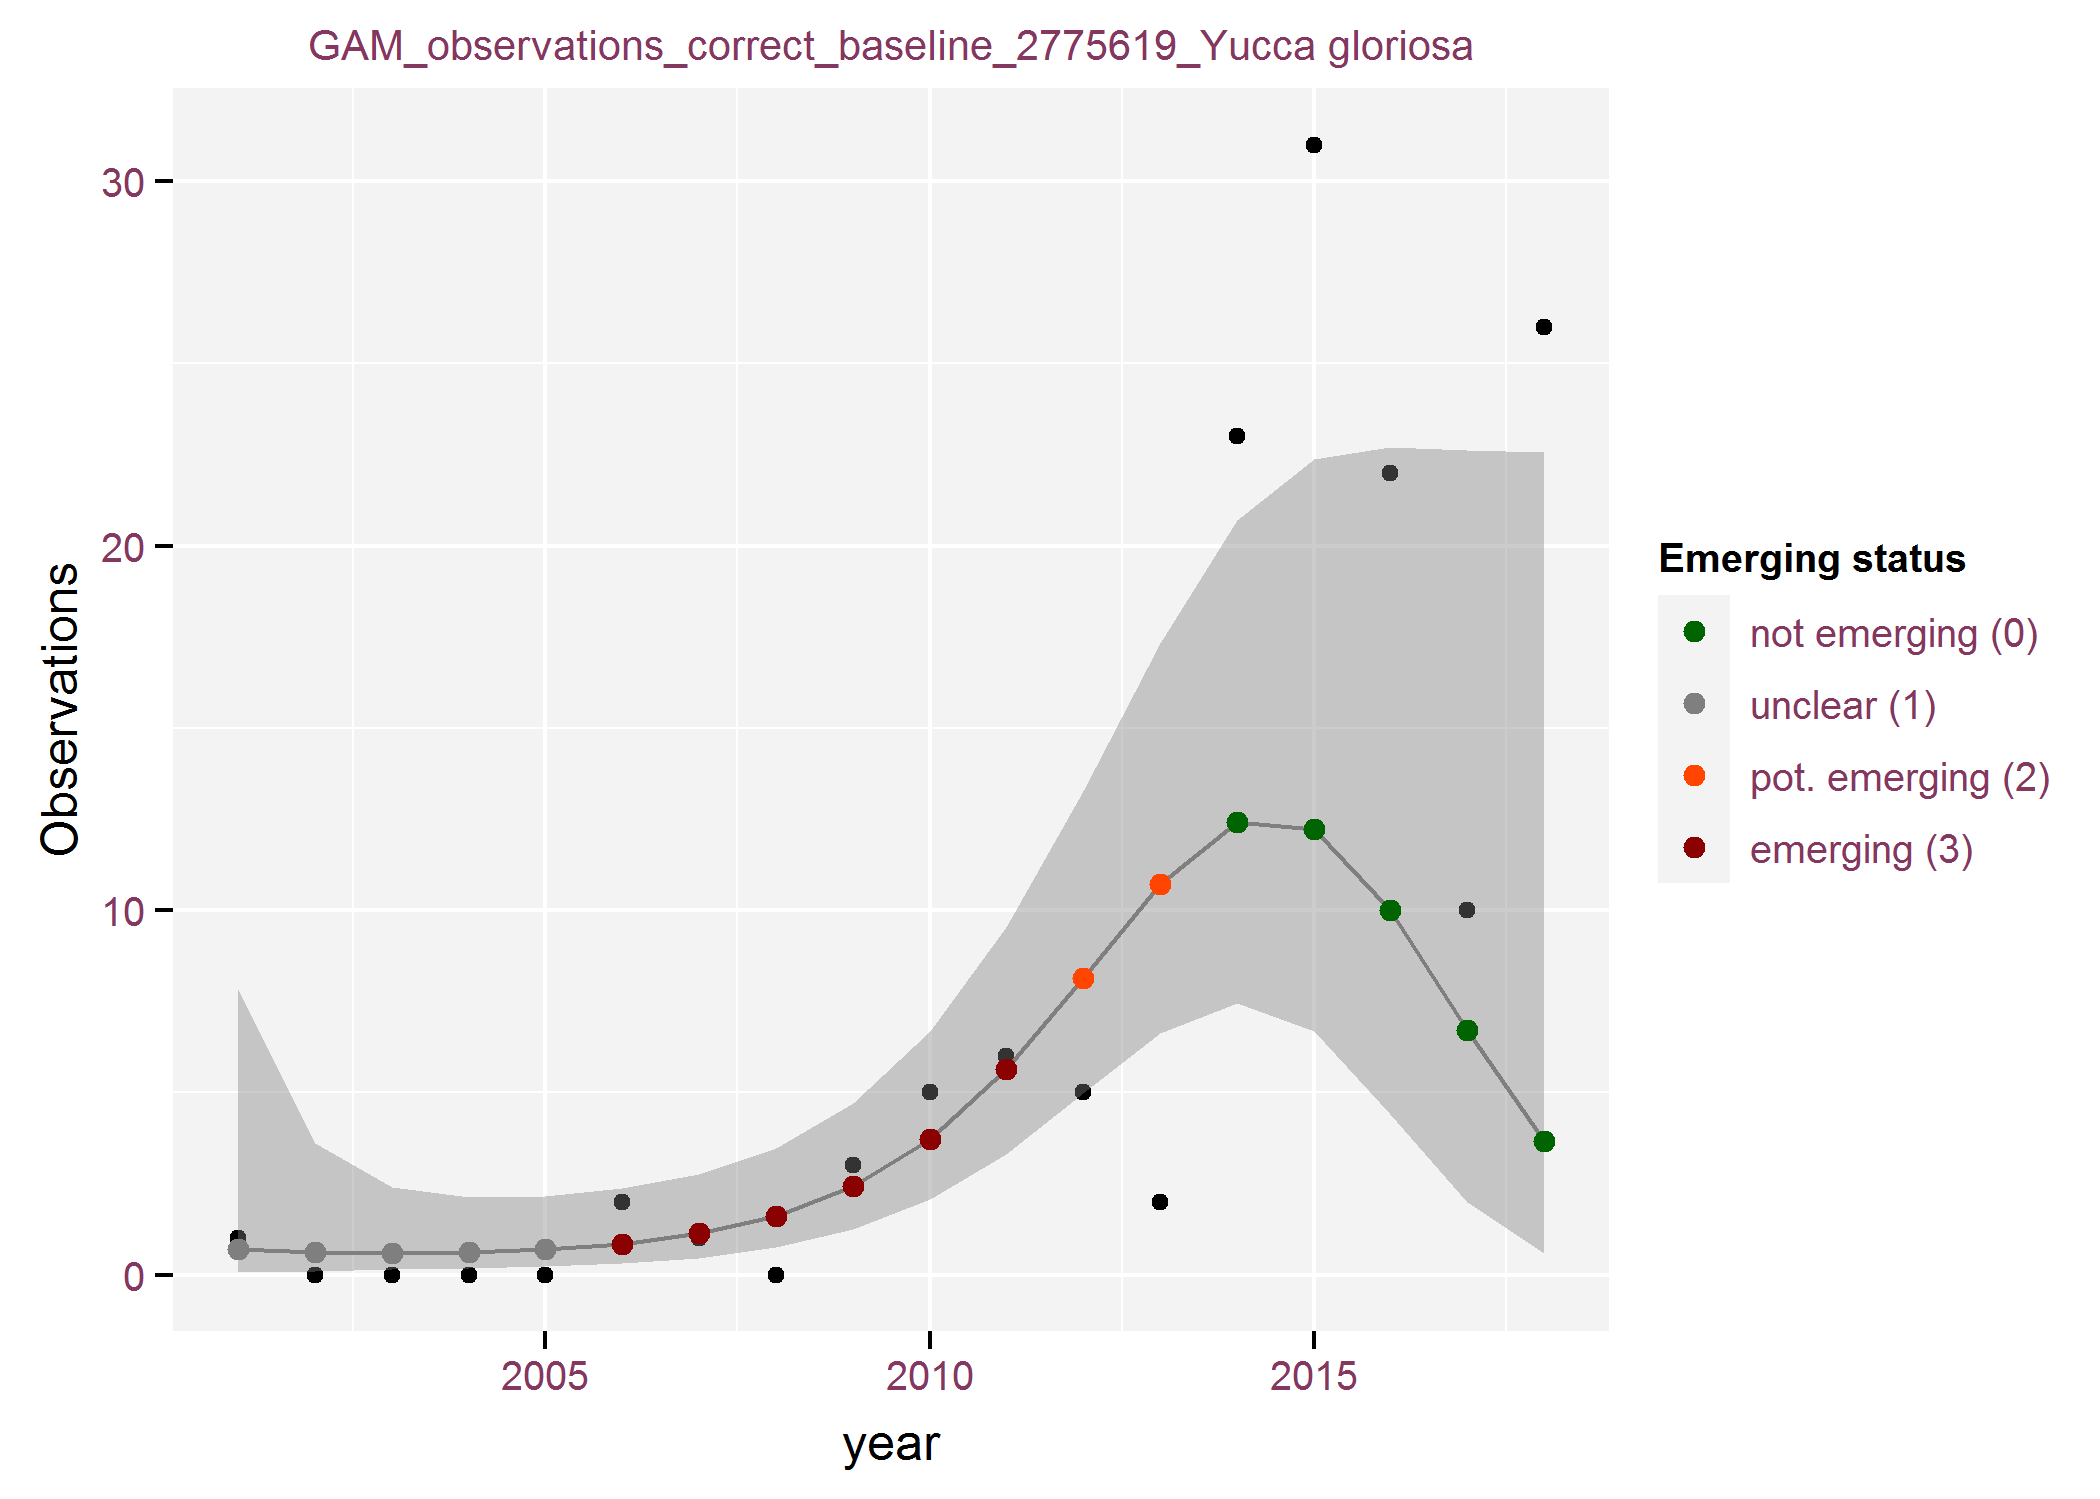 GAM_observations_correct_baseline_2775619_Yucca gloriosa
Observations
30
20
10
0
2005 2010 2015
year
Emerging status
not emerging (0)
unclear (1)
pot. emerging (2)
emerging (3)